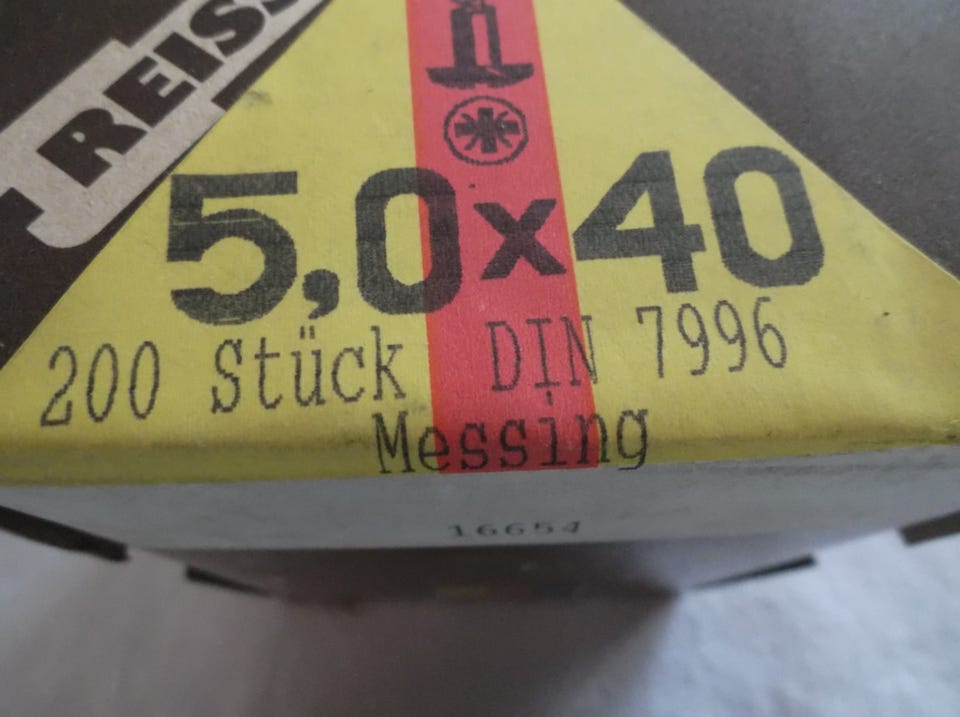 REISS
5,0x40
200 Stück DIN 7996
Messing
16654